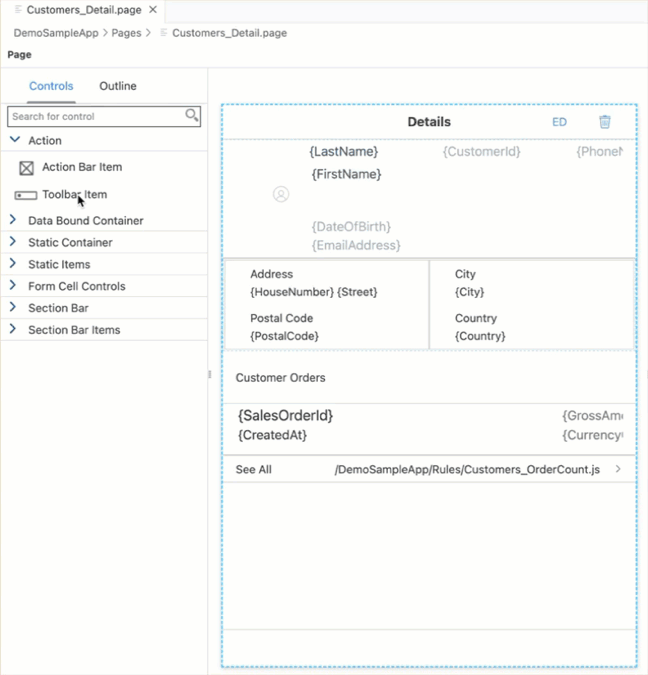 Customers_Detail.page
DemoSampleApp > Pages > Customers_Detail.page
Page
Controls Outline
Search for control
Action
Action Bar Item
Toolbar Item
Data Bound Container
Static Container
Static Items
Form Cell Controls
Section Bar
Section Bar Items
Details ED
{LastName} {CustomerId}
{FirstName}
{DateOfBirth}
{EmailAddress}
Address City
{HouseNumber} {Street} {City}
Postal Code Country
{PostalCode} {Country}
Customer Orders
{SalesOrderId} {GrossAm
{CreatedAt} {Currency
See All /DemoSampleApp/Rules/Customers_OrderCount.js